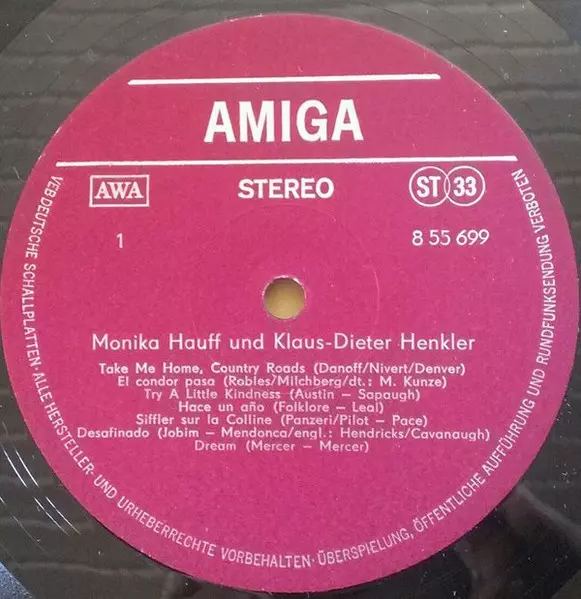 AMIGA
AWA
STEREO
ST 33
1
8 55 699
Monika Hauff und Klaus-Dieter Henkler
Take Me Home, Country Roads (Danoff/Nivert/Denver)
El condor pasa (Robles/Milchberg/dt.: M. Kunze)
Try A Little Kindness (Austin – Sapaugh)
Hace un año (Folklore – Leal)
Siffler sur la Colline (Panzeri/Pilot – Pace)
Desafinado (Jobim – Mendonca/engl.: Hendricks/Cavanaugh)
Dream (Mercer – Mercer)
VEB DEUTSCHE SCHALLPLATTEN · ALLE HERSTELLER- UND URHEBERRECHTE VORBEHALTEN · ÜBERSPIELUNG, ÖFFENTLICHE AUFFÜHRUNG UND RUNDFUNKSENDUNG VERBOTEN